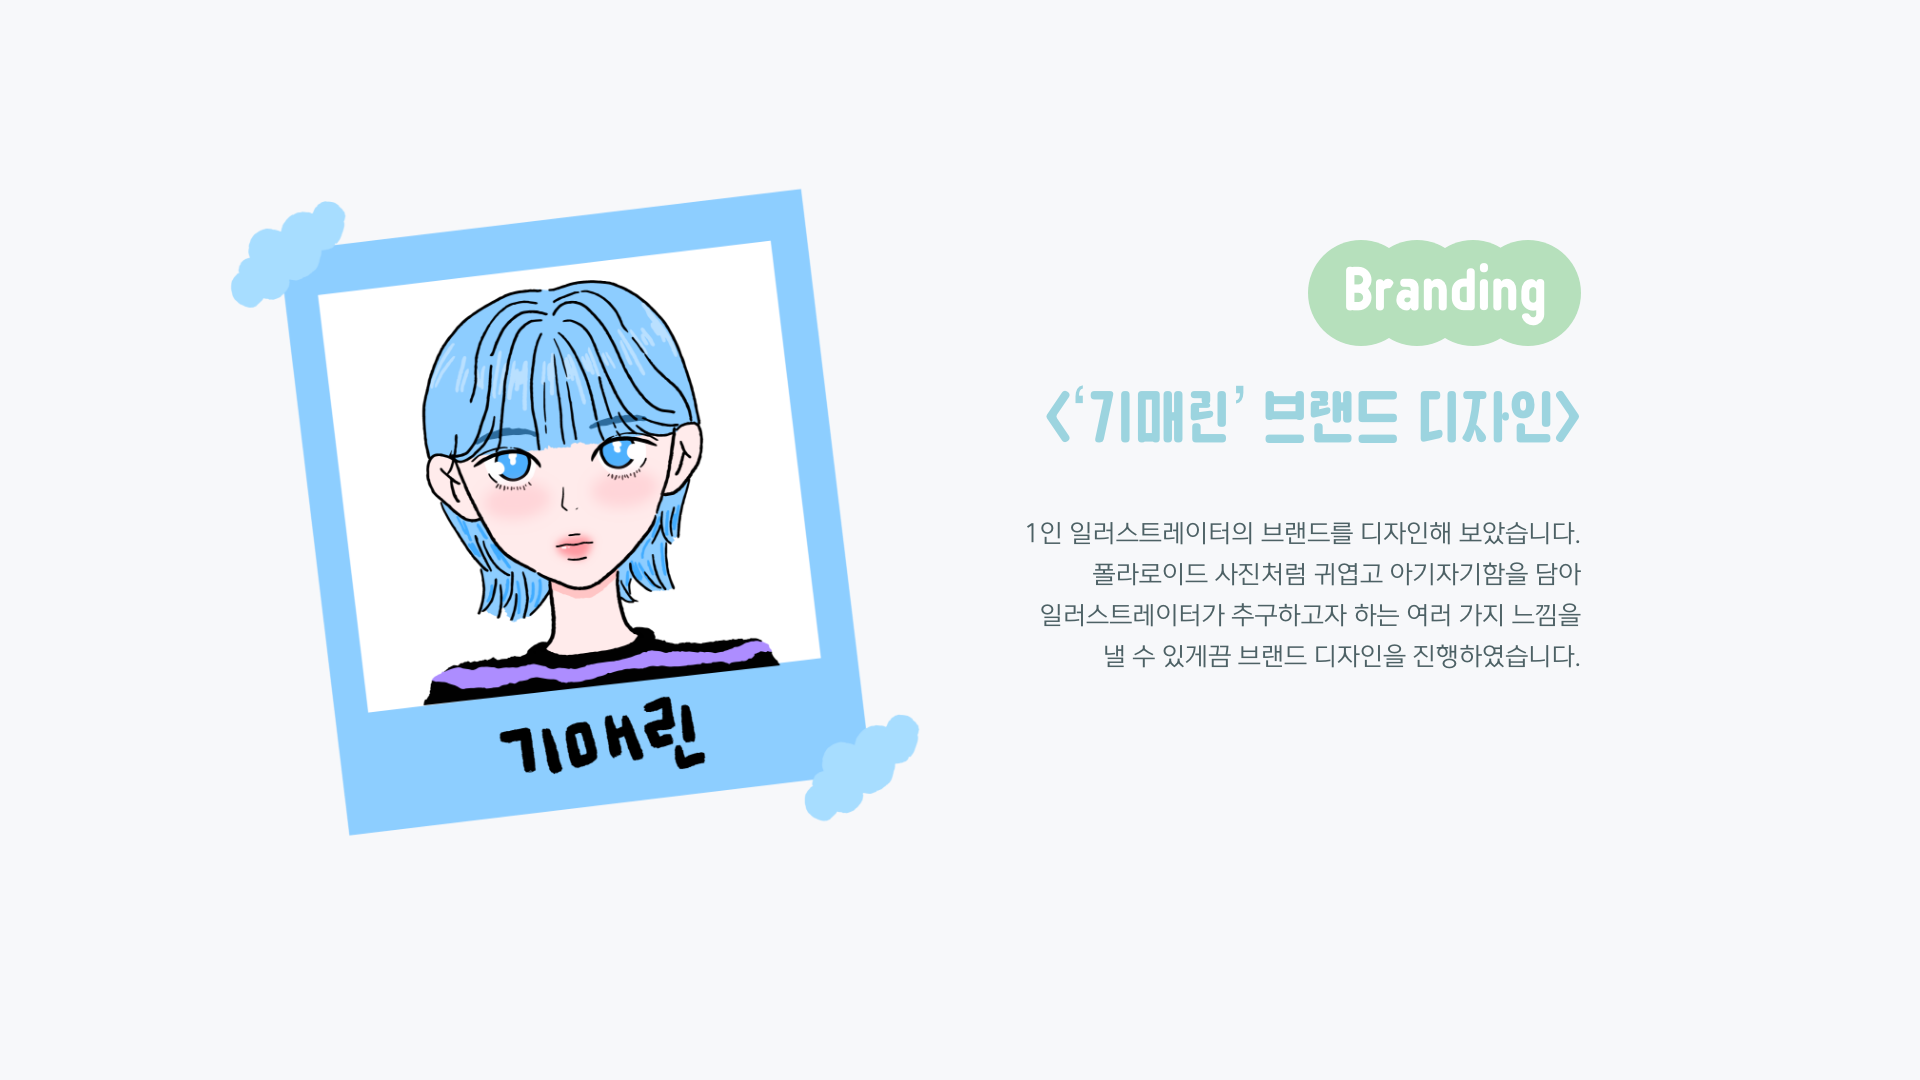 기매린
Branding
<‘기매린’ 브랜드 디자인>
1인 일러스트레이터의 브랜드를 디자인해 보았습니다.
폴라로이드 사진처럼 귀엽고 아기자기함을 담아
일러스트레이터가 추구하고자 하는 여러 가지 느낌을
낼 수 있게끔 브랜드 디자인을 진행하였습니다.